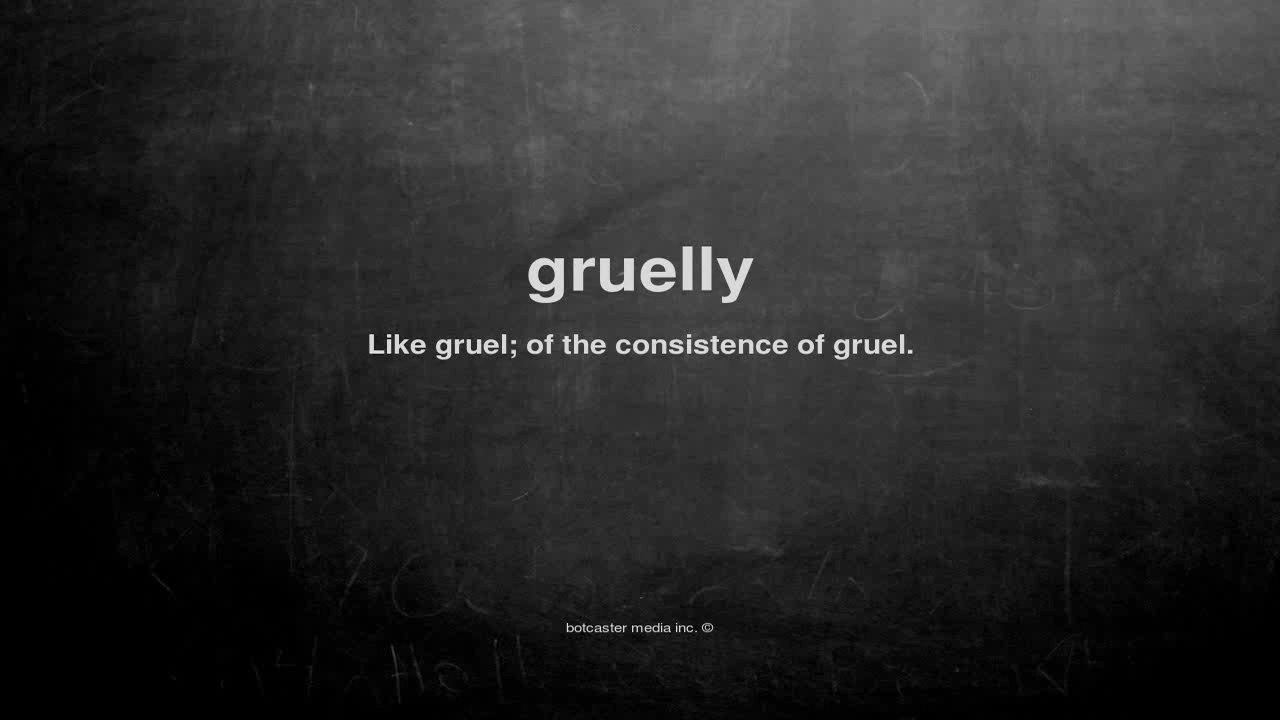 gruelly
Like gruel; of the consistence of gruel.
botcaster media inc. ©